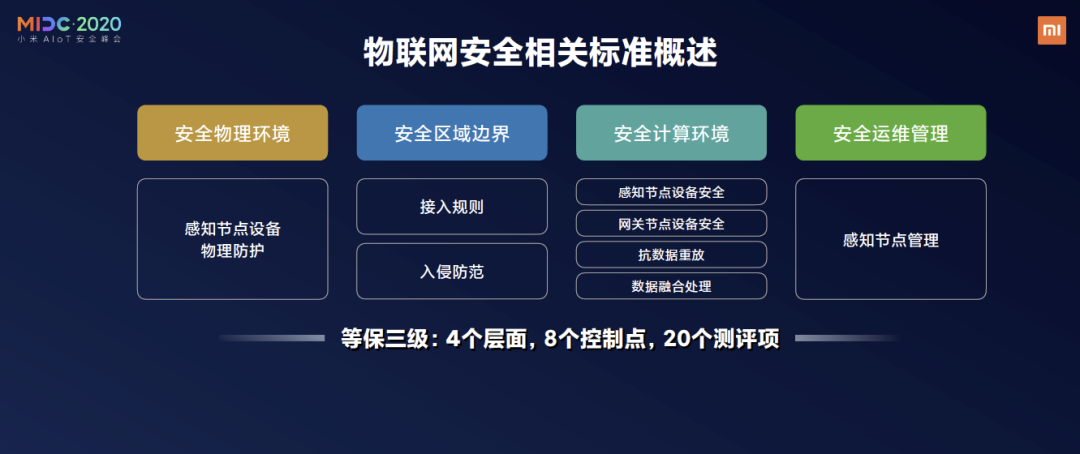 MIDC·2020
小米 AIoT 安全峰会
mi
物联网安全相关标准概述
安全物理环境
安全区域边界
安全计算环境
安全运维管理
感知节点设备
物理防护
接入规则
入侵防范
感知节点设备安全
网关节点设备安全
抗数据重放
数据融合处理
感知节点管理
等保三级：4个层面，8个控制点，20个测评项